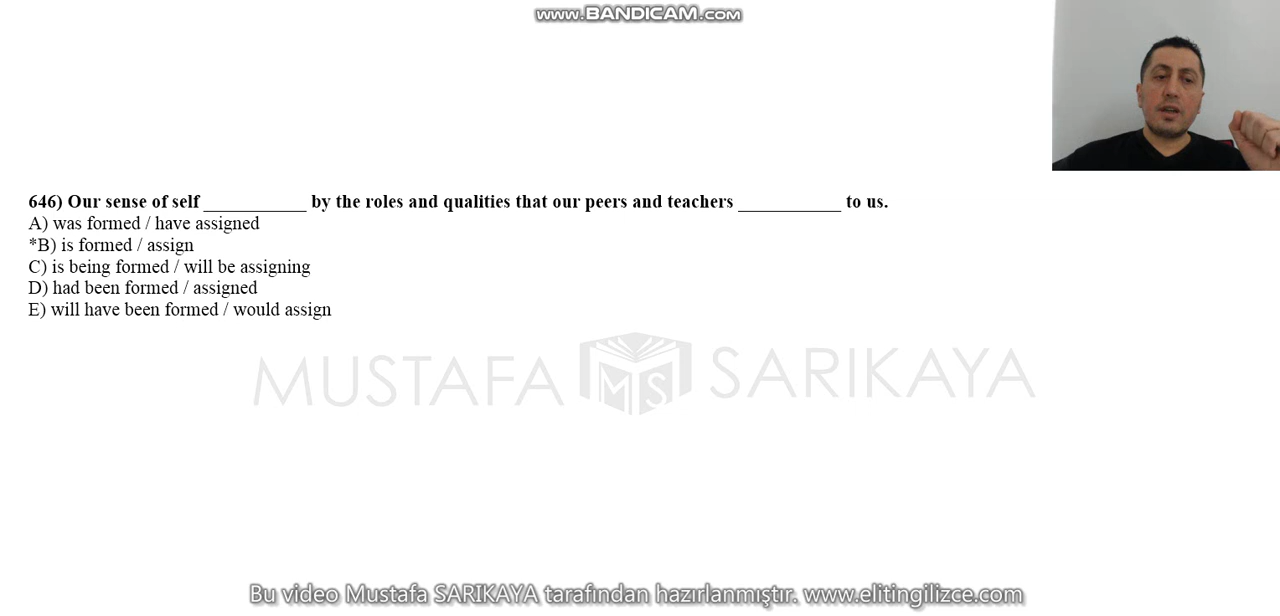 www.BANDICAM.com
646) Our sense of self ___________ by the roles and qualities that our peers and teachers ___________ to us.
A) was formed / have assigned
*B) is formed / assign
C) is being formed / will be assigning
D) had been formed / assigned
E) will have been formed / would assign
MUSTAFA MS SARIKAYA
Bu video Mustafa SARIKAYA tarafından hazırlanmıştır. www.elitingilizce.com